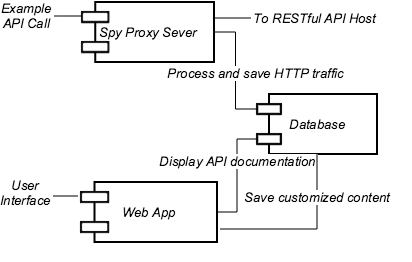 Example
API Call
Spy Proxy Sever
To RESTful API Host
Process and save HTTP traffic
Database
Display API documentation
User
Interface
Web App
Save customized content